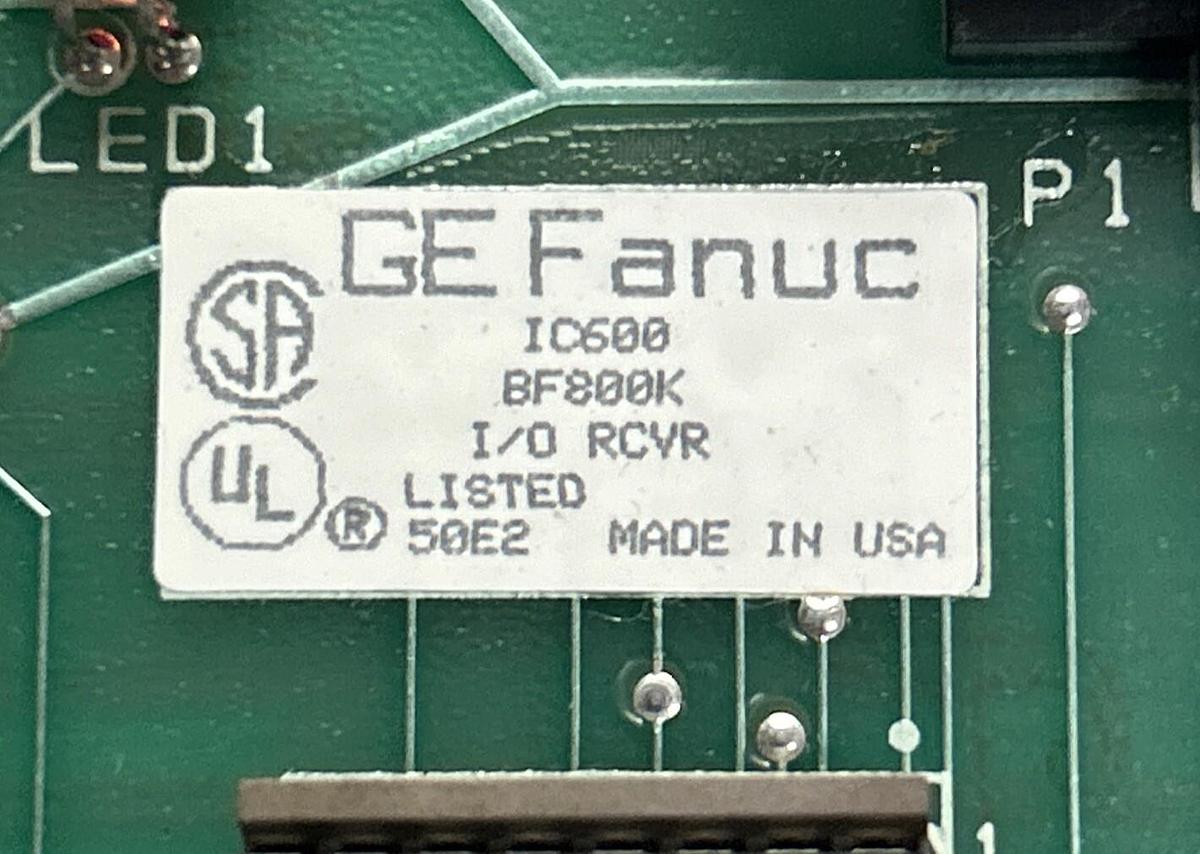 LED1
P1
GE Fanuc
SA
IC600
BF800K
I/O RCVR
UL
® LISTED
50E2 MADE IN USA
1